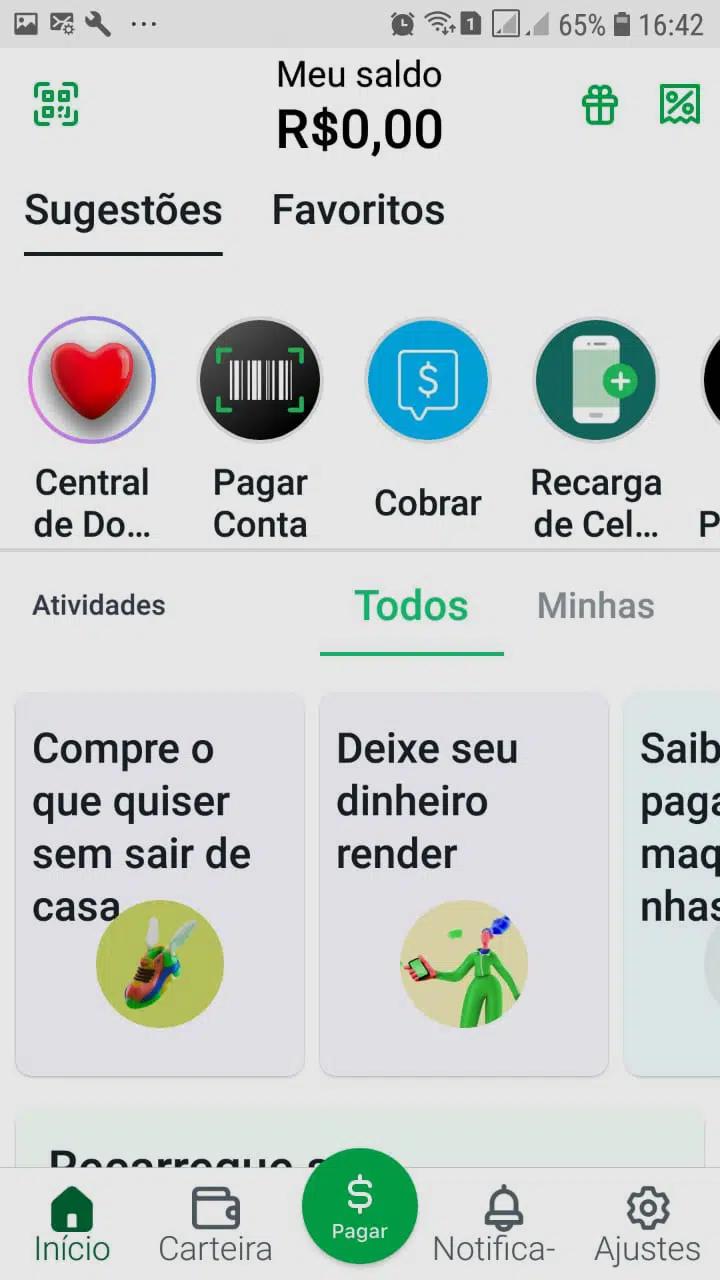 1 65% 16:42
Meu saldo
R$0,00
Sugestões Favoritos
Central
de Do...
Pagar
Conta
Cobrar
Recarga
de Cel...
P
Atividades Todos Minhas
Compre o
que quiser
sem sair de
casa
Deixe seu
dinheiro
render
Saib
paga
maq
nhas
Recarregue s
Início Carteira Pagar Notifica- Ajustes